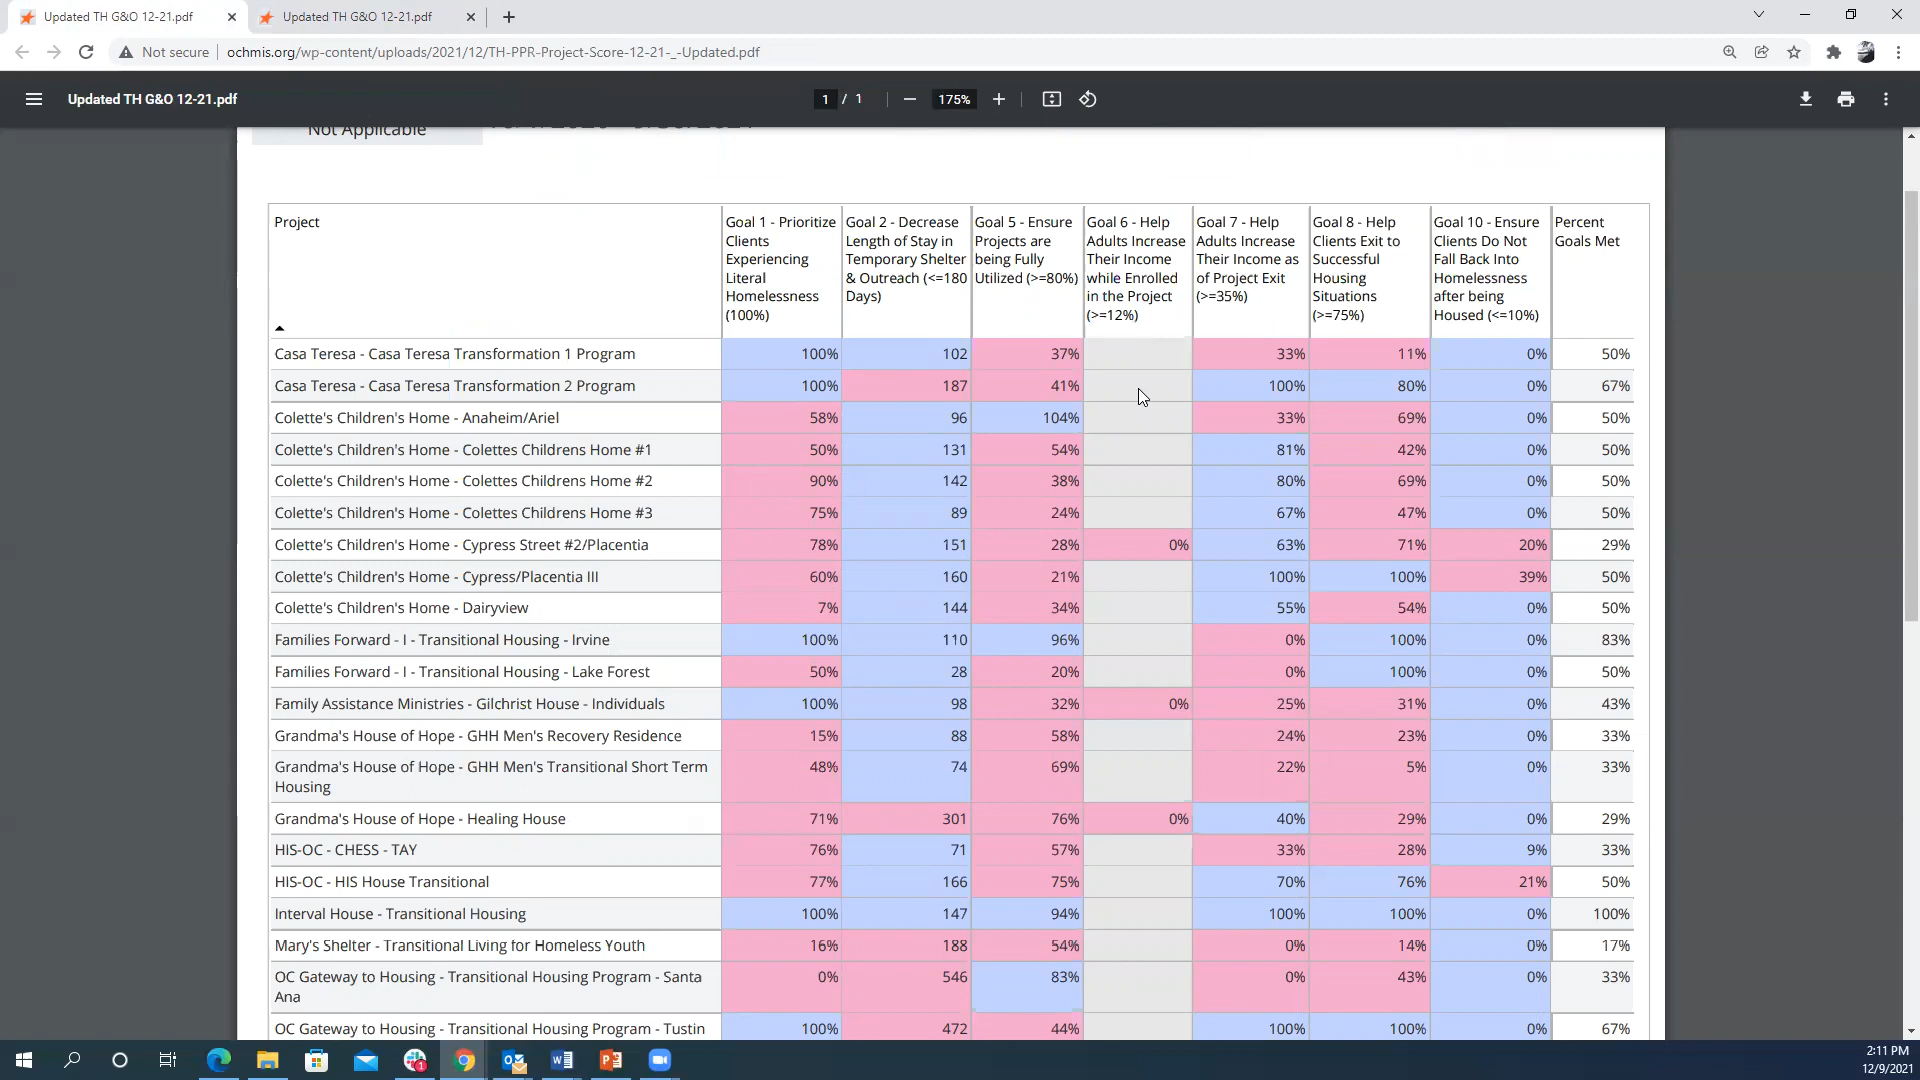 Updated TH G&O 12-21.pdf
Updated TH G&O 12-21.pdf
Not secure
ochmis.org/wp-content/uploads/2021/12/TH-PPR-Project-Score-12-21-_-Updated.pdf
Updated TH G&O 12-21.pdf
1 / 1
175%
Not Applicable
Project
Goal 1 - Prioritize
Clients
Experiencing
Literal
Homelessness
(100%)
Goal 2 - Decrease
Length of Stay in
Temporary Shelter
& Outreach (<=180
Days)
Goal 5 - Ensure
Projects are
being Fully
Utilized (>=80%)
Goal 6 - Help
Adults Increase
Their Income
while Enrolled
in the Project
(>=12%)
Goal 7 - Help
Adults Increase
Their Income as
of Project Exit
(>=35%)
Goal 8 - Help
Clients Exit to
Successful
Housing
Situations
(>=75%)
Goal 10 - Ensure
Clients Do Not
Fall Back Into
Homelessness
after being
Housed (<=10%)
Percent
Goals Met
Casa Teresa - Casa Teresa Transformation 1 Program 100% 102 37% 33% 11% 0% 50%
Casa Teresa - Casa Teresa Transformation 2 Program 100% 187 41% 100% 80% 0% 67%
Colette's Children's Home - Anaheim/Ariel 58% 96 104% 33% 69% 0% 50%
Colette's Children's Home - Colettes Childrens Home #1 50% 131 54% 81% 42% 0% 50%
Colette's Children's Home - Colettes Childrens Home #2 90% 142 38% 80% 69% 0% 50%
Colette's Children's Home - Colettes Childrens Home #3 75% 89 24% 67% 47% 0% 50%
Colette's Children's Home - Cypress Street #2/Placentia 78% 151 28% 0% 63% 71% 20% 29%
Colette's Children's Home - Cypress/Placentia III 60% 160 21% 100% 100% 39% 50%
Colette's Children's Home - Dairyview 7% 144 34% 55% 54% 0% 50%
Families Forward - I - Transitional Housing - Irvine 100% 110 96% 0% 100% 0% 83%
Families Forward - I - Transitional Housing - Lake Forest 50% 28 20% 0% 100% 0% 50%
Family Assistance Ministries - Gilchrist House - Individuals 100% 98 32% 0% 25% 31% 0% 43%
Grandma's House of Hope - GHH Men's Recovery Residence 15% 88 58% 24% 23% 0% 33%
Grandma's House of Hope - GHH Men's Transitional Short Term 48% 74 69% 22% 5% 0% 33%
Housing
Grandma's House of Hope - Healing House 71% 301 76% 0% 40% 29% 0% 29%
HIS-OC - CHESS - TAY 76% 71 57% 33% 28% 9% 33%
HIS-OC - HIS House Transitional 77% 166 75% 70% 76% 21% 50%
Interval House - Transitional Housing 100% 147 94% 100% 100% 0% 100%
Mary's Shelter - Transitional Living for Homeless Youth 16% 188 54% 0% 14% 0% 17%
OC Gateway to Housing - Transitional Housing Program - Santa 0% 546 83% 0% 43% 0% 33%
Ana
OC Gateway to Housing - Transitional Housing Program - Tustin 100% 472 44% 100% 100% 0% 67%
2:11 PM
12/9/2021